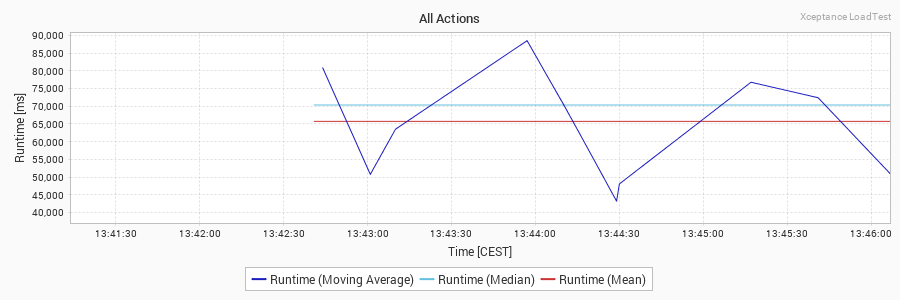 All Actions
Xceptance LoadTest
Runtime [ms]
90,000
85,000
80,000
75,000
70,000
65,000
60,000
55,000
50,000
45,000
40,000
13:41:30 13:42:00 13:42:30 13:43:00 13:43:30 13:44:00 13:44:30 13:45:00 13:45:30 13:46:00
Time [CEST]
Runtime (Moving Average) Runtime (Median) Runtime (Mean)